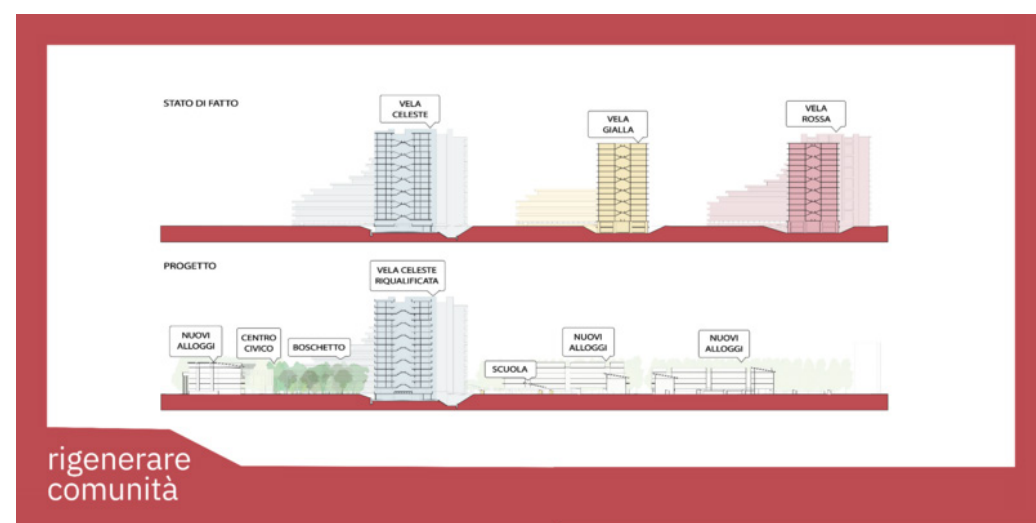 STATO DI FATTO
VELA
CELESTE
VELA
GIALLA
VELA
ROSSA
PROGETTO
VELA CELESTE
RIQUALIFICATA
NUOVI
ALLOGGI
CENTRO
CIVICO
BOSCHETTO
SCUOLA
NUOVI
ALLOGGI
NUOVI
ALLOGGI
rigenerare
comunità